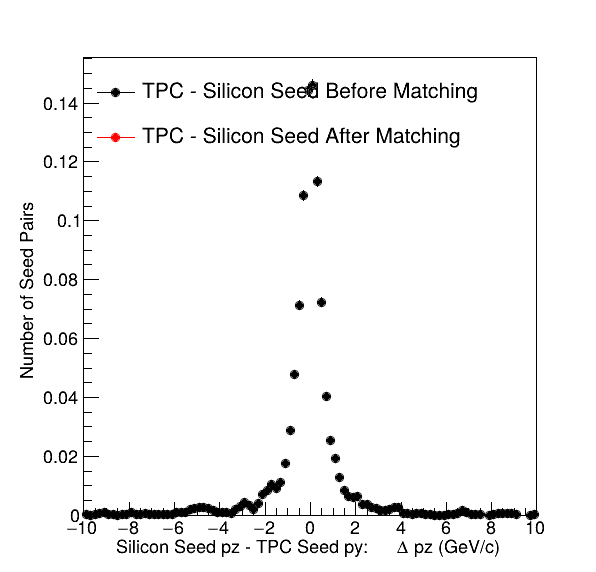 TPC - Silicon Seed Before Matching
TPC - Silicon Seed After Matching
Number of Seed Pairs
0.14
0.12
0.1
0.08
0.06
0.04
0.02
0
−10 −8 −6 −4 −2 0 2 4 6 8 10
Silicon Seed pz - TPC Seed py: Δ pz (GeV/c)